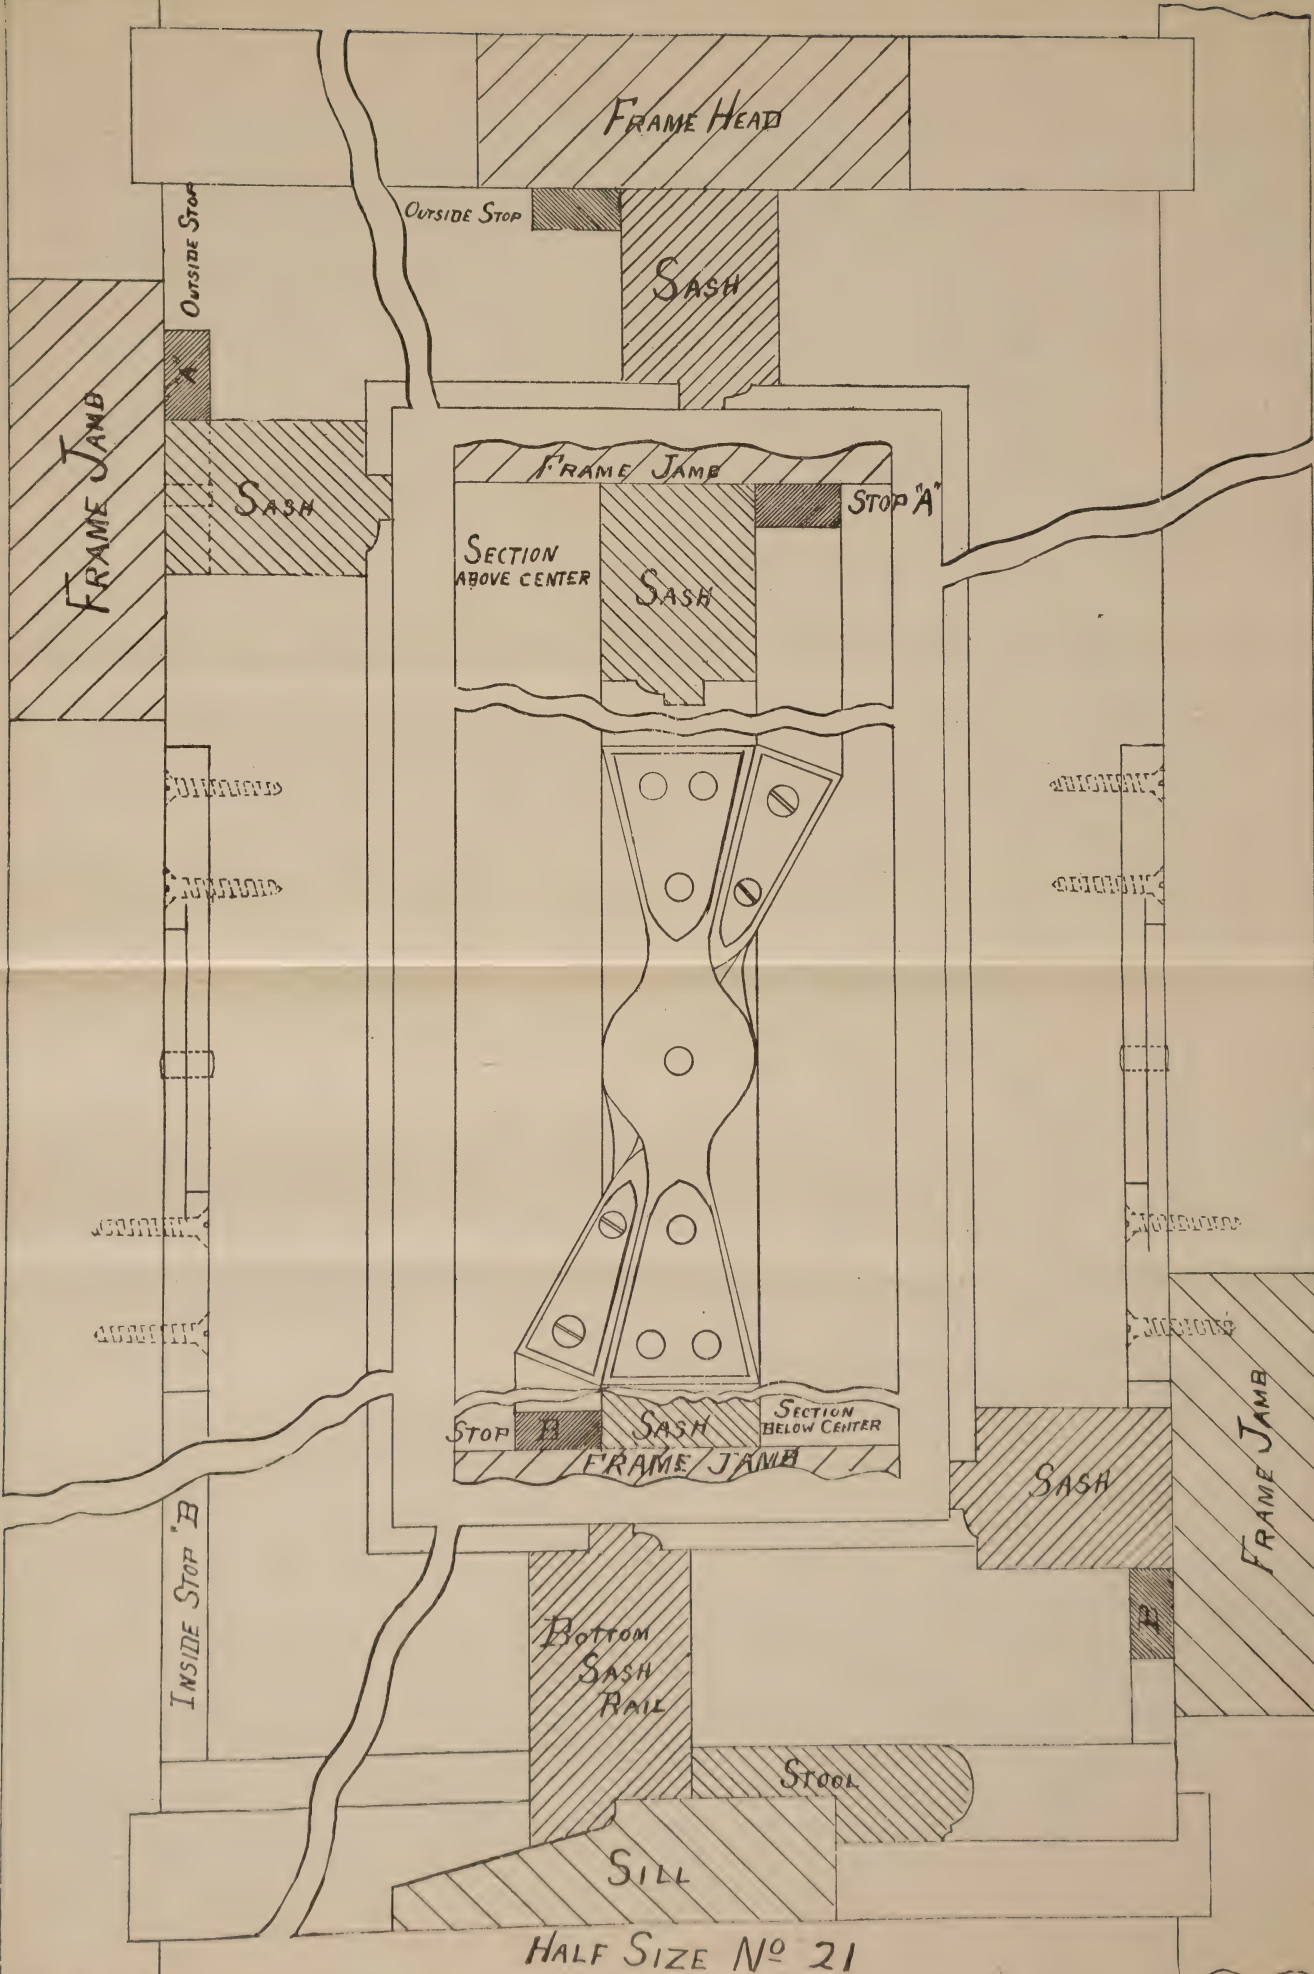 FRAME HEAD
OUTSIDE STOP
OUTSIDE STOP
SASH
"A"
FRAME JAMB
SASH
FRAME JAMB
STOP "A"
SECTION
ABOVE CENTER
SASH
STOP
B
SASH
SECTION
BELOW CENTER
FRAME JAMB
SASH
FRAME JAMB
INSIDE STOP "B
BOTTOM
SASH
RAIL
B
STOOL
SILL
HALF SIZE Nº 21